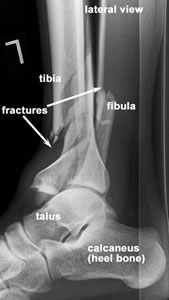 lateral view
L
tibia
fractures
fibula
talus
calcaneus
(heel bone)